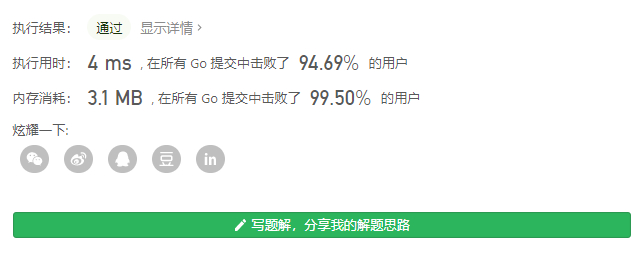 执行结果： 通过 显示详情 ›
执行用时： 4 ms , 在所有 Go 提交中击败了 94.69% 的用户
内存消耗： 3.1 MB , 在所有 Go 提交中击败了 99.50% 的用户
炫耀一下:
豆 in
写题解，分享我的解题思路